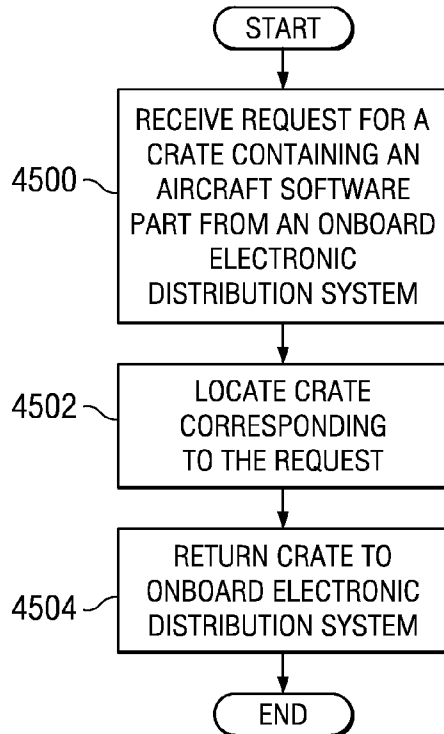 START
4500
RECEIVE REQUEST FOR A
CRATE CONTAINING AN
AIRCRAFT SOFTWARE
PART FROM AN ONBOARD
ELECTRONIC
DISTRIBUTION SYSTEM
4502
LOCATE CRATE
CORRESPONDING
TO THE REQUEST
4504
RETURN CRATE TO
ONBOARD ELECTRONIC
DISTRIBUTION SYSTEM
END